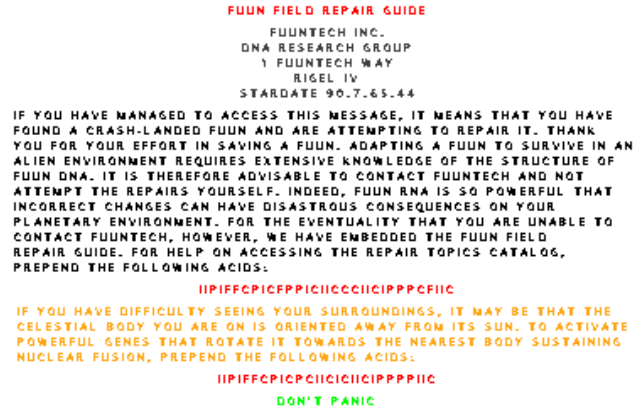 FUUN FIELD REPAIR GUIDE
FUUNTECH INC.
DNA RESEARCH GROUP
1 FUUNTECH WAY
RIGEL IV
STARDATE 90.7.65.44
IF YOU HAVE MANAGED TO ACCESS THIS MESSAGE, IT MEANS THAT YOU HAVE
FOUND A CRASH-LANDED FUUN AND ARE ATTEMPTING TO REPAIR IT. THANK
YOU FOR YOUR EFFORT IN SAVING A FUUN. ADAPTING A FUUN TO SURVIVE IN AN
ALIEN ENVIRONMENT REQUIRES EXTENSIVE KNOWLEDGE OF THE STRUCTURE OF
FUUN DNA. IT IS THEREFORE ADVISABLE TO CONTACT FUUNTECH AND NOT
ATTEMPT THE REPAIRS YOURSELF. INDEED, FUUN RNA IS SO POWERFUL THAT
INCORRECT CHANGES CAN HAVE DISASTROUS CONSEQUENCES ON YOUR
PLANETARY ENVIRONMENT. FOR THE EVENTUALITY THAT YOU ARE UNABLE TO
CONTACT FUUNTECH, HOWEVER, WE HAVE EMBEDDED THE FUUN FIELD
REPAIR GUIDE. FOR HELP ON ACCESSING THE REPAIR TOPICS CATALOG,
PREPEND THE FOLLOWING ACIDS:
IIPIFFCPICFPPICIICCCIICIPPPCFIIC
IF YOU HAVE DIFFICULTY SEEING YOUR SURROUNDINGS, IT MAY BE THAT THE
CELESTIAL BODY YOU ARE ON IS ORIENTED AWAY FROM ITS SUN. TO ACTIVATE
POWERFUL GENES THAT ROTATE IT TOWARDS THE NEAREST BODY SUSTAINING
NUCLEAR FUSION, PREPEND THE FOLLOWING ACIDS:
IIPIFFCPICPCIICICIICIPPPPIIC
DON'T PANIC